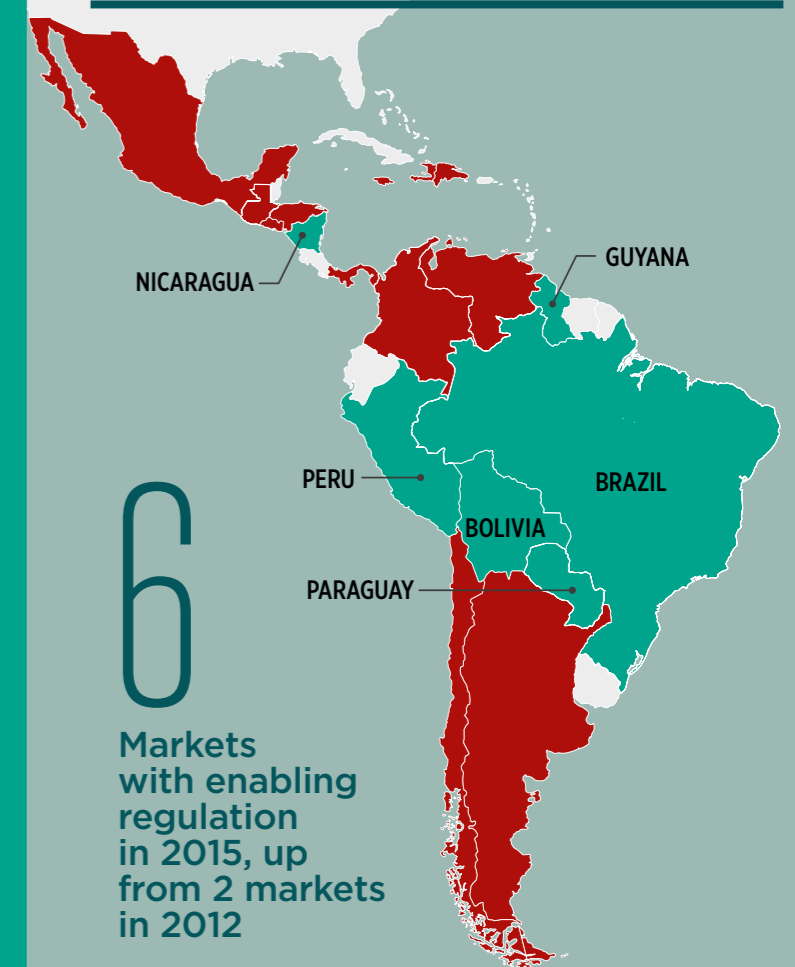 GUYANA
NICARAGUA
PERU
BRAZIL
BOLIVIA
PARAGUAY
6
Markets
with enabling
regulation
in 2015, up
from 2 markets
in 2012